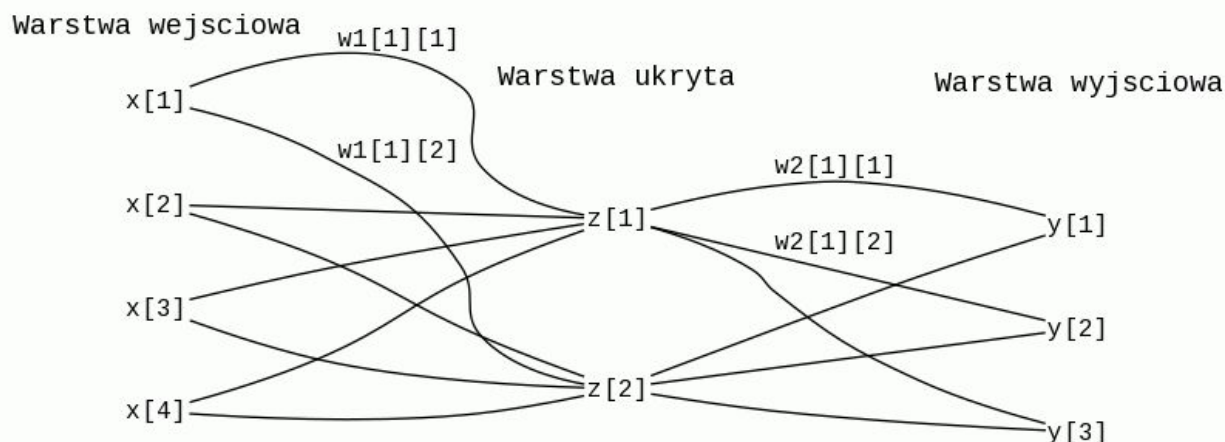 Warstwa wejsciowa
w1[1][1]
Warstwa ukryta
Warstwa wyjsciowa
x[1]
w1[1][2]
w2[1][1]
x[2]
z[1]
y[1]
w2[1][2]
x[3]
y[2]
z[2]
x[4]
y[3]